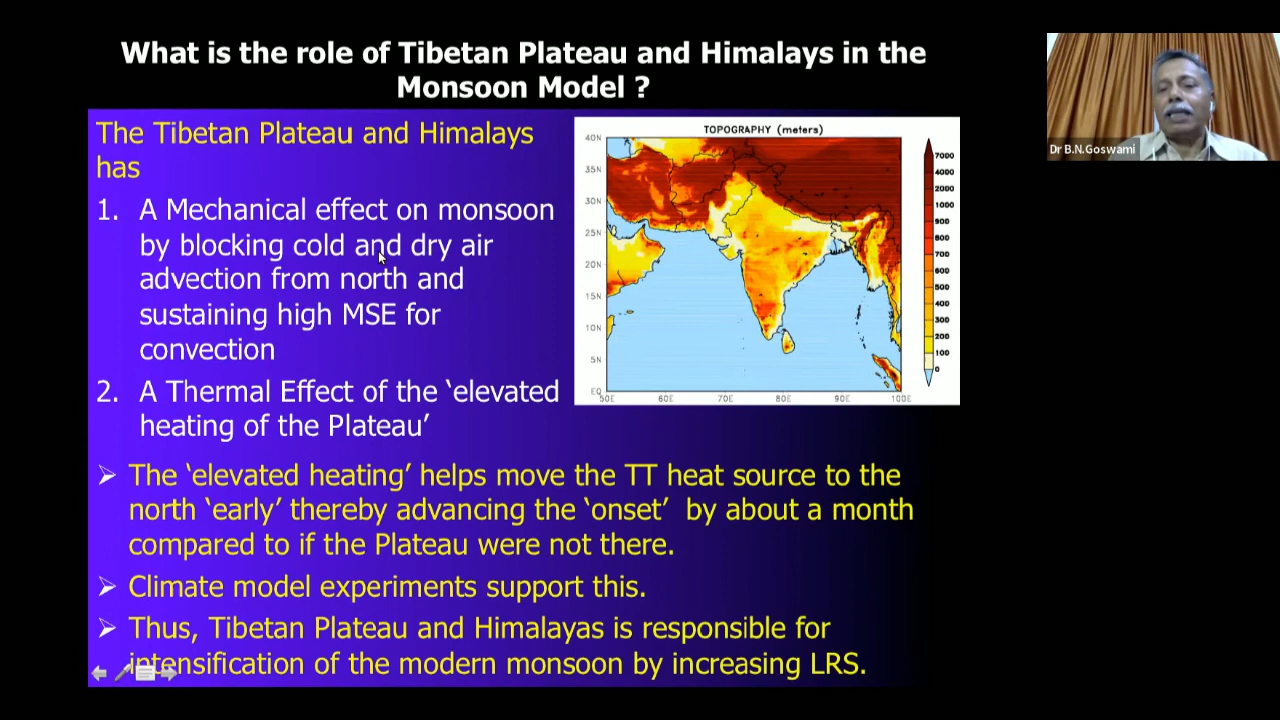 What is the role of Tibetan Plateau and Himalays in the
Monsoon Model ?
The Tibetan Plateau and Himalays
has
1. A Mechanical effect on monsoon
by blocking cold and dry air
advection from north and
sustaining high MSE for
convection
2. A Thermal Effect of the ‘elevated
heating of the Plateau’
➢ The ‘elevated heating’ helps move the TT heat source to the
north ‘early’ thereby advancing the ‘onset’ by about a month
compared to if the Plateau were not there.
➢ Climate model experiments support this.
➢ Thus, Tibetan Plateau and Himalayas is responsible for
intensification of the modern monsoon by increasing LRS.
TOPOGRAPHY (meters)
40N
35N
30N
25N
20N
15N
10N
5N
EQ
50E 60E 70E 80E 90E 100E
7000
4000
2000
1000
900
800
700
600
500
400
300
200
100
0
Dr B.N.Goswami